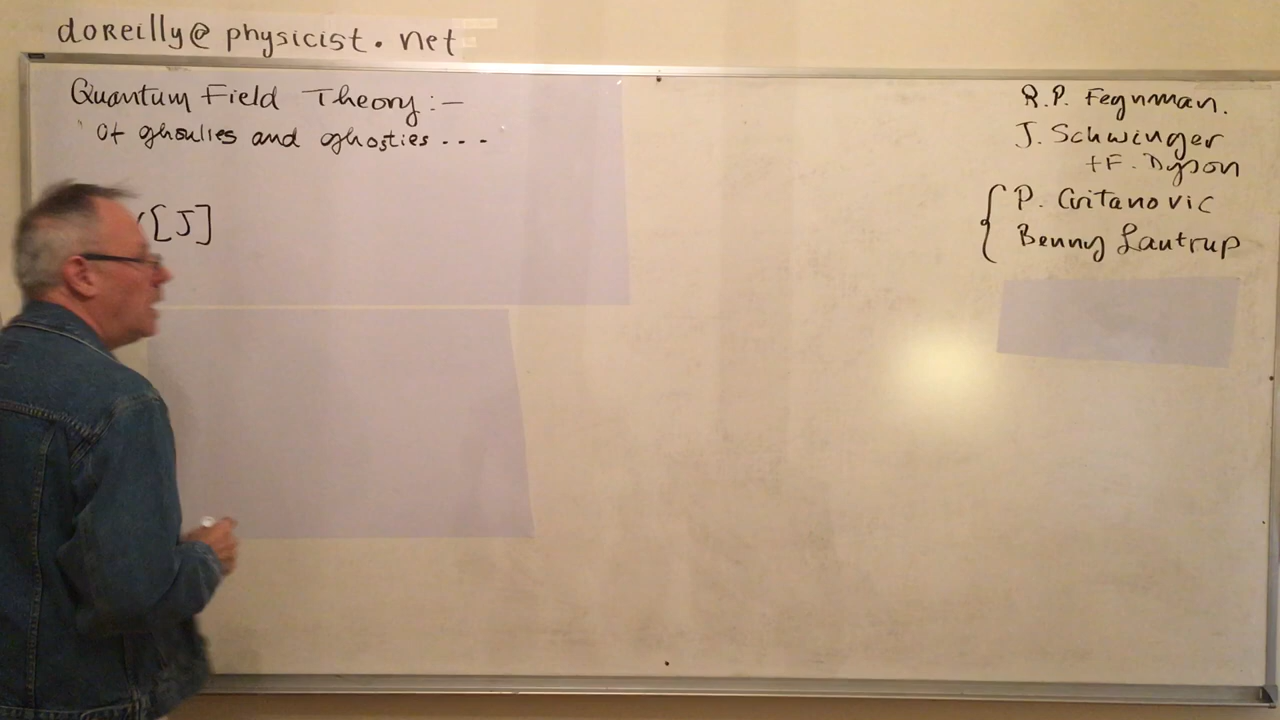 doReilly@physicist.net
Quantum Field Theory:-
Of ghoulies and ghosties ...
[J]
R.P. Feynman.
J. Schwinger
+F. Dyson
P. Cvitanovic
Benny Lautrup